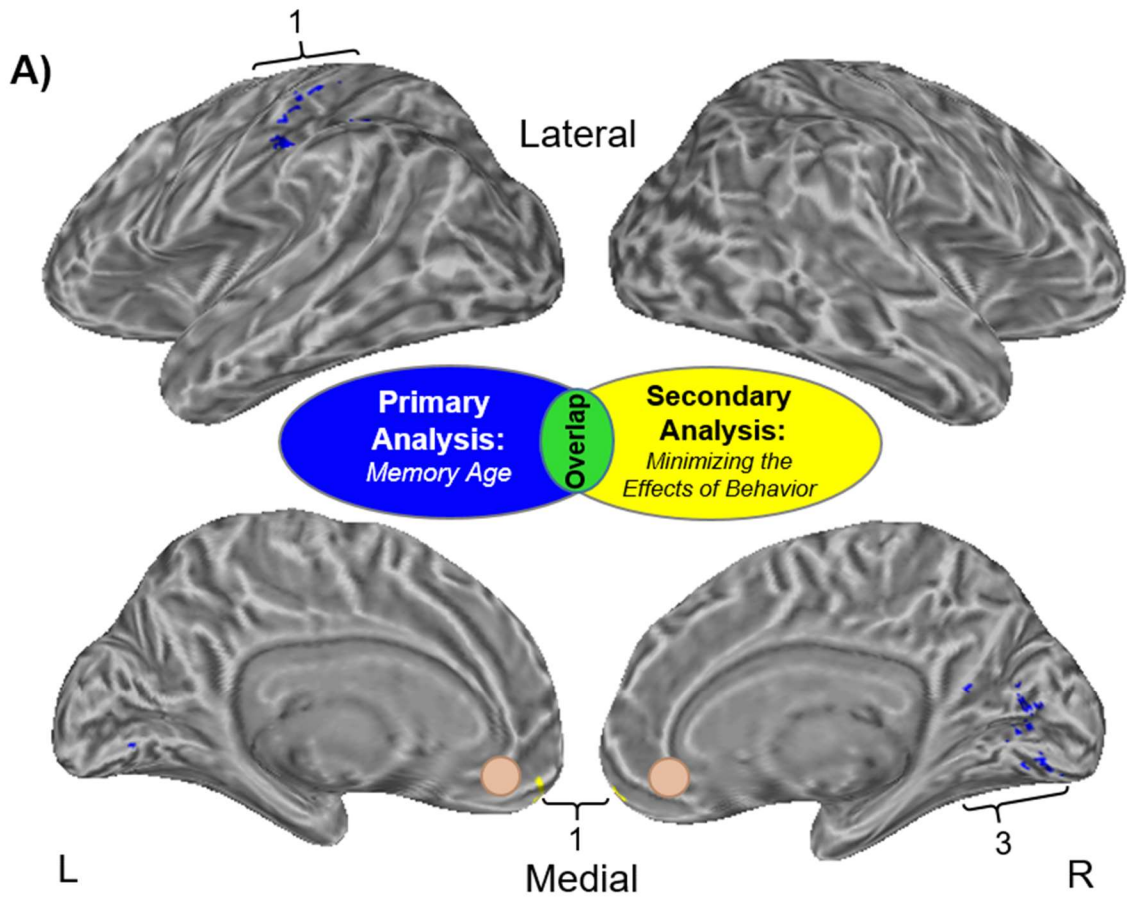 1
A)
Lateral
Primary
Analysis:
Memory Age
Overlap
Secondary
Analysis:
Minimizing the
Effects of Behavior
1
3
L
Medial
R